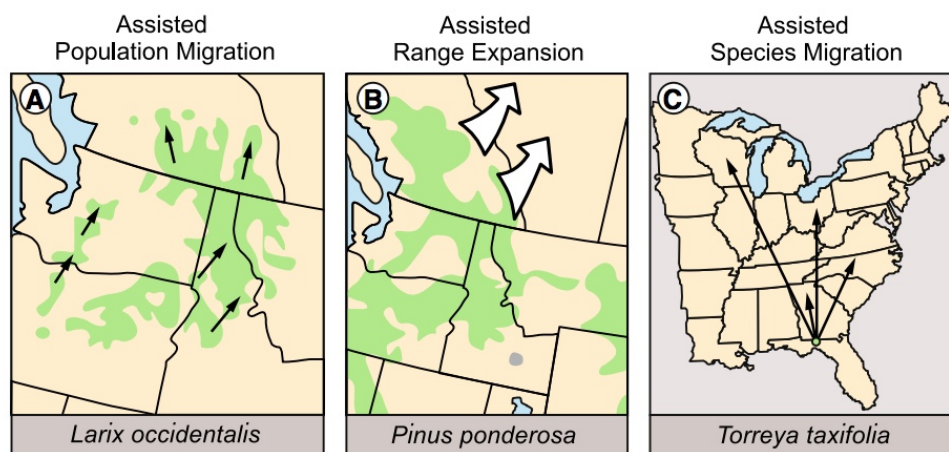 Assisted
Population Migration
Assisted
Range Expansion
Assisted
Species Migration
A
B
C
Larix occidentalis
Pinus ponderosa
Torreya taxifolia